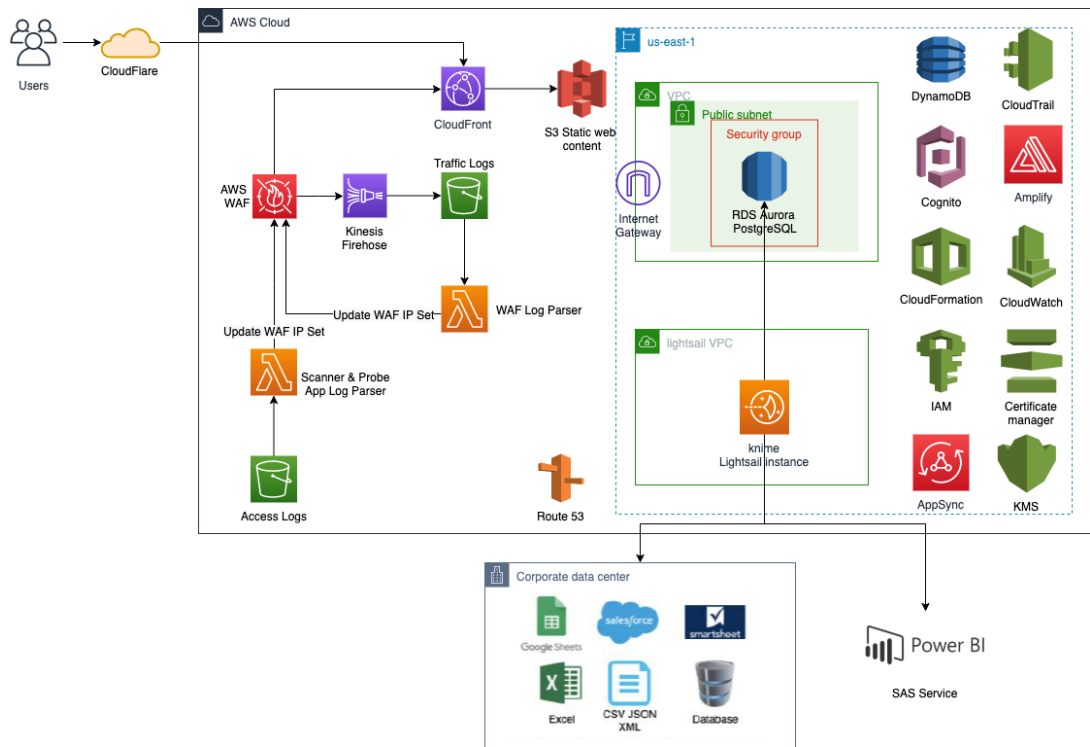 AWS Cloud
Users
CloudFlare
us-east-1
CloudFront
S3 Static web
content
VPC
Public subnet
Security group
RDS Aurora
PostgreSQL
Internet
Gateway
DynamoDB
CloudTrail
Cognito
Amplify
CloudFormation
CloudWatch
IAM
Certificate
manager
AppSync
KMS
AWS
WAF
Kinesis
Firehose
Traffic Logs
WAF Log Parser
Update WAF IP Set
Update WAF IP Set
Scanner & Probe
App Log Parser
Access Logs
Route 53
lightsail VPC
knime
Lightsail instance
Corporate data center
Google Sheets
salesforce
smartsheet
X
Excel
CSV JSON
XML
Database
Power BI
SAS Service